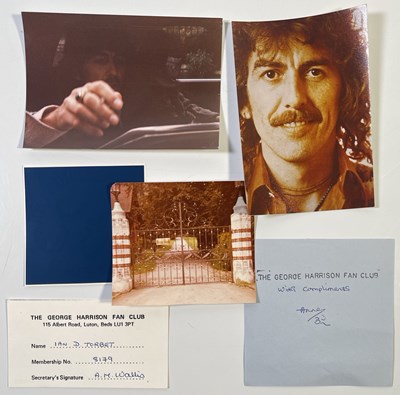 "THE GEORGE HARRISON FAN CLUB"
With Compliments
THE GEORGE HARRISON FAN CLUB
115 Albert Road, Luton, Beds LU1 3PT
Name IAN D. TORBET
Membership No. 8179
Secretary's Signature A.M. Wallis